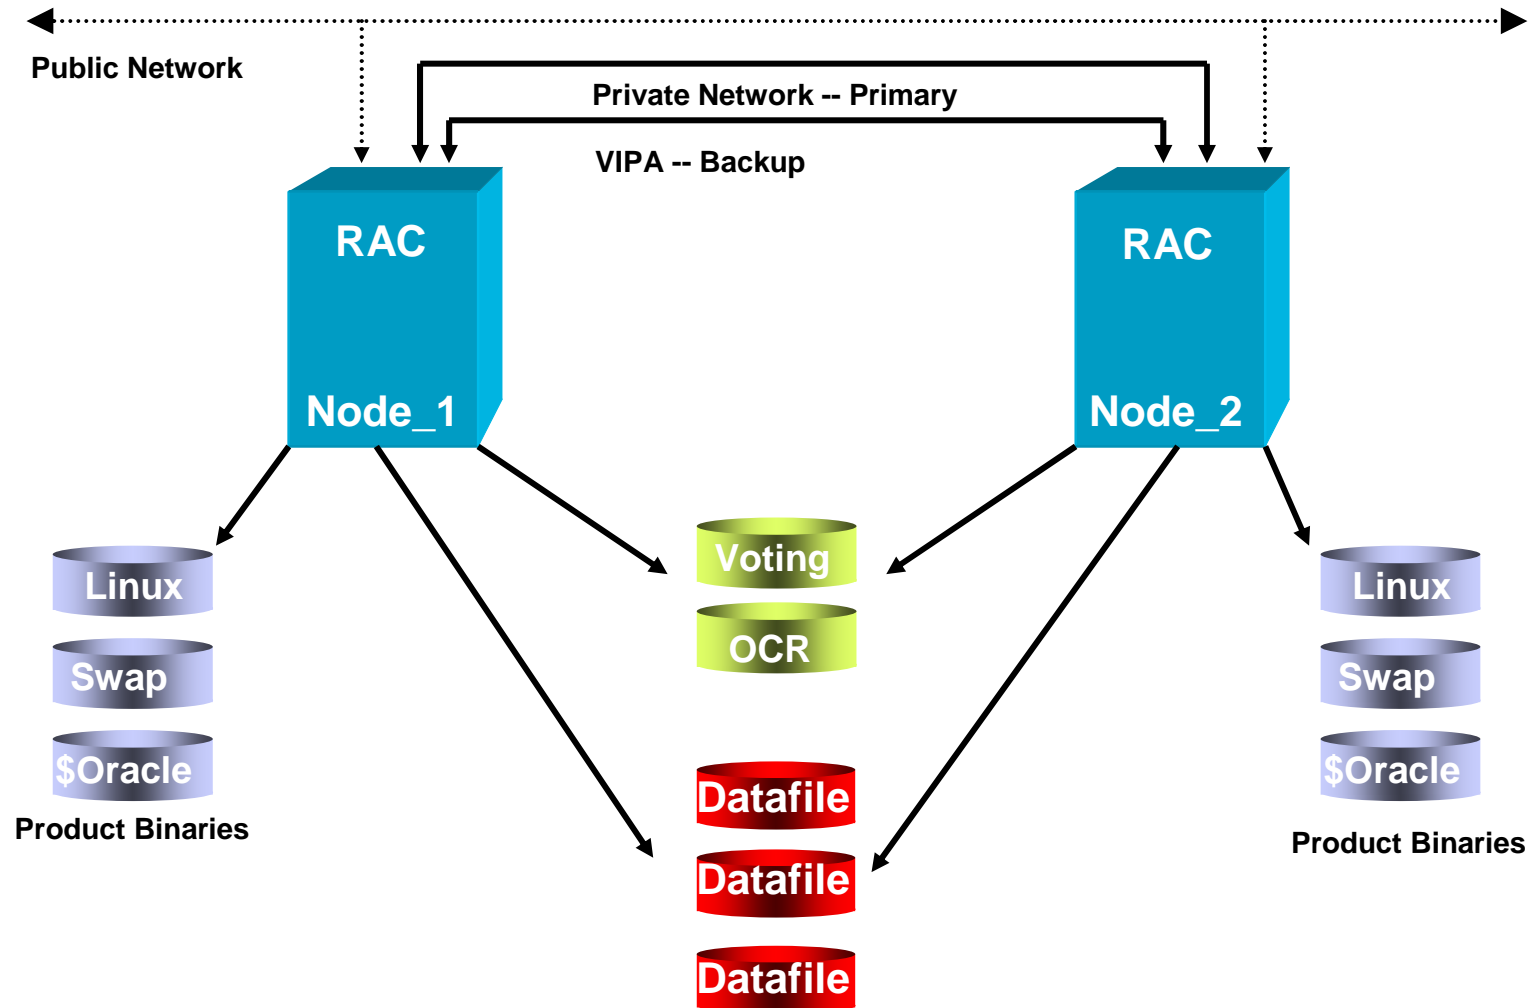 Public Network
Private Network -- Primary
VIPA -- Backup
RAC
Node_1
RAC
Node_2
Linux
Swap
$Oracle
Product Binaries
Voting
OCR
Datafile
Datafile
Datafile
Linux
Swap
$Oracle
Product Binaries